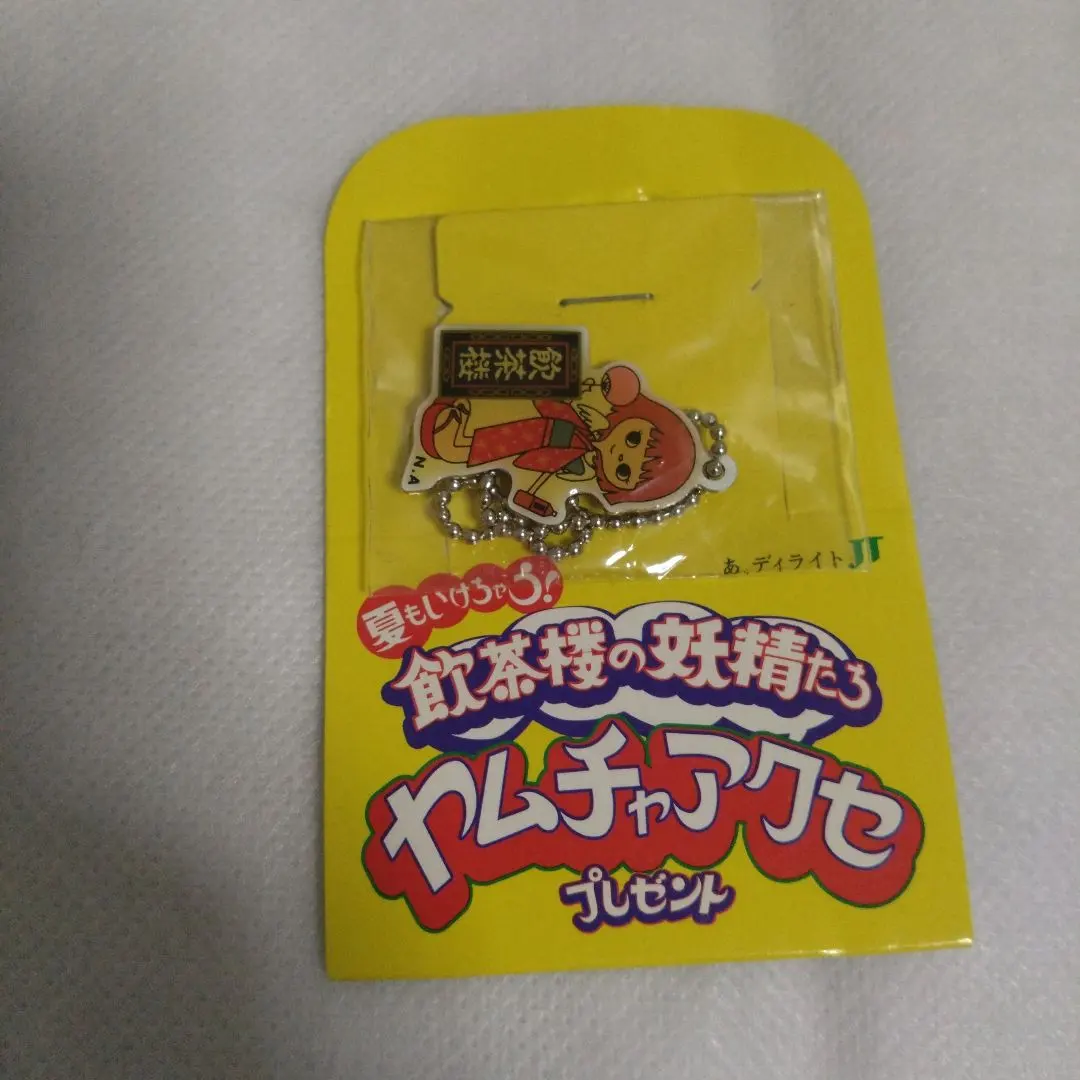 飲茶楼
N.A
あ、ディライト JT
夏もいけちゃう!
飲茶楼の妖精たち
ヤムチャアクセ
プレゼント